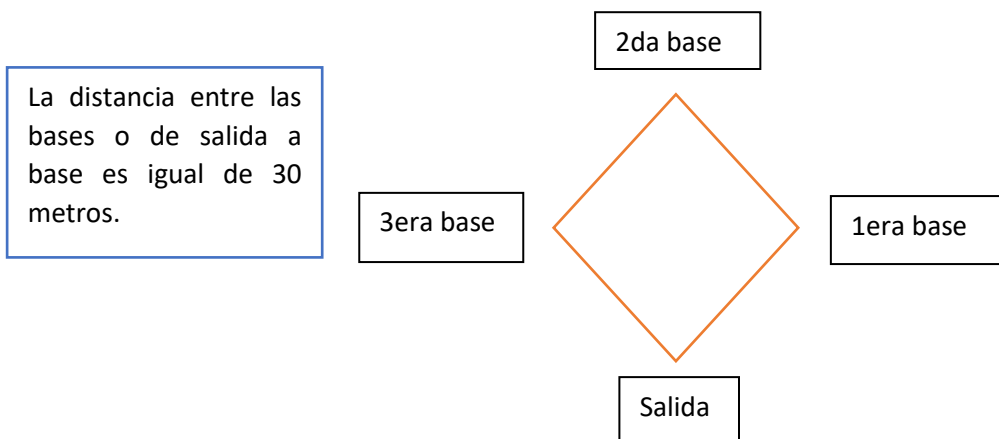 2da base
La distancia entre las
bases o de salida a
base es igual de 30
metros.
3era base
1era base
Salida